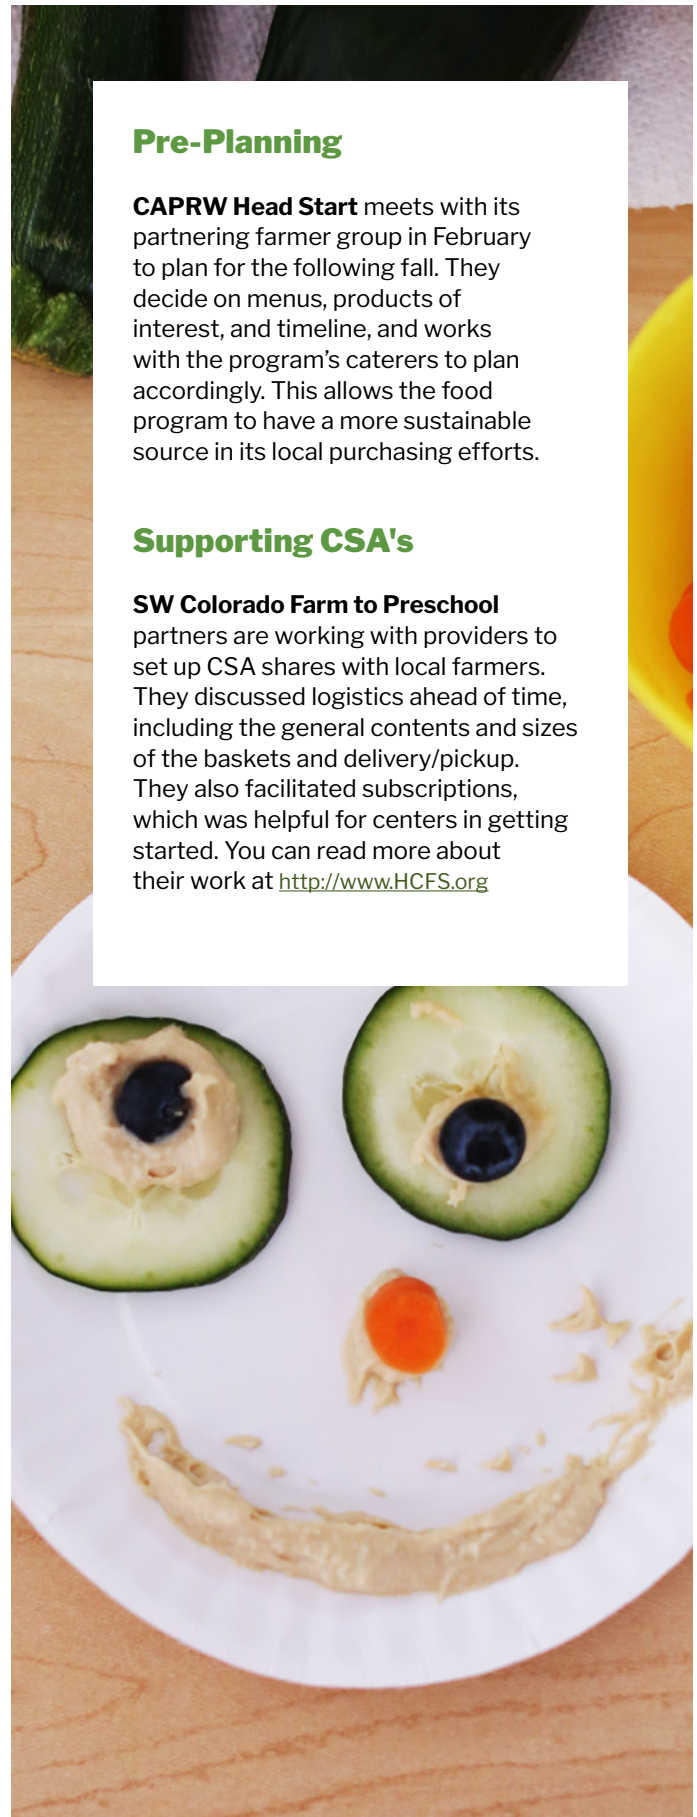 Pre-Planning
CAPRW Head Start meets with its
partnering farmer group in February
to plan for the following fall. They
decide on menus, products of
interest, and timeline, and works
with the program’s caterers to plan
accordingly. This allows the food
program to have a more sustainable
source in its local purchasing efforts.
Supporting CSA's
SW Colorado Farm to Preschool
partners are working with providers to
set up CSA shares with local farmers.
They discussed logistics ahead of time,
including the general contents and sizes
of the baskets and delivery/pickup.
They also facilitated subscriptions,
which was helpful for centers in getting
started. You can read more about
their work at http://www.HCFS.org